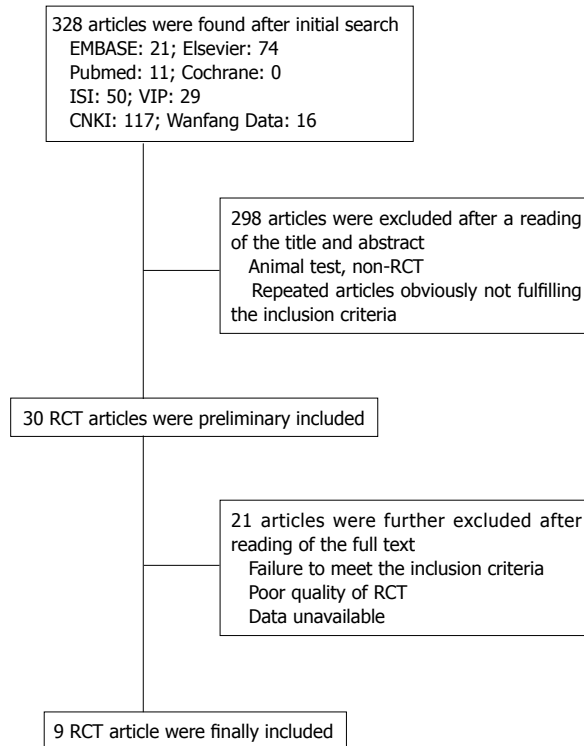 328 articles were found after initial search
EMBASE: 21; Elsevier: 74
Pubmed: 11; Cochrane: 0
ISI: 50; VIP: 29
CNKI: 117; Wanfang Data: 16
298 articles were excluded after a reading
of the title and abstract
Animal test, non-RCT
Repeated articles obviously not fulfilling
the inclusion criteria
30 RCT articles were preliminary included
21 articles were further excluded after
reading of the full text
Failure to meet the inclusion criteria
Poor quality of RCT
Data unavailable
9 RCT article were finally included